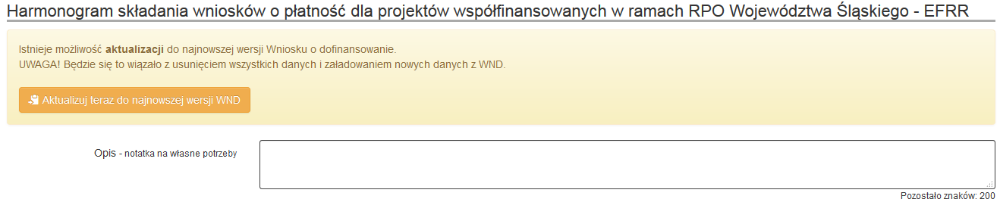 Harmonogram składania wniosków o płatność dla projektów współfinansowanych w ramach RPO Województwa Śląskiego - EFRR
Istnieje możliwość aktualizacji do najnowszej wersji Wniosku o dofinansowanie.
UWAGA! Będzie się to wiązało z usunięciem wszystkich danych i załadowaniem nowych danych z WND.
Aktualizuj teraz do najnowszej wersji WND
Opis - notatka na własne potrzeby
Pozostało znaków: 200